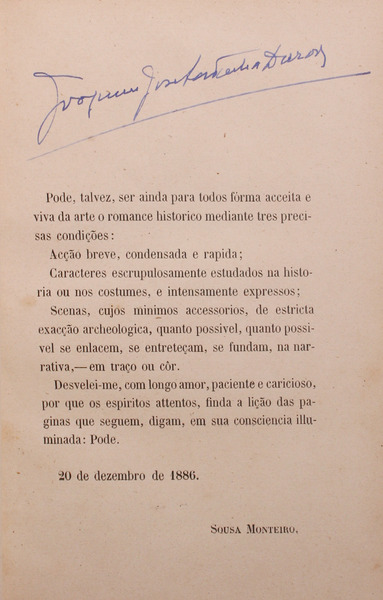 Pode, talvez, ser ainda para todos fòrma acceita e
viva da arte o romance historico mediante tres preci-
sas condições:
Acção breve, condensada e rapida;
Caracteres escrupulosamente estudados na histo-
ria ou nos costumes, e intensamente expressos;
Scenas, cujos minimos accessorios, de estricta
exacção archeologica, quanto possivel, quanto possi-
vel se enlacem, se entreteçam, se fundam, na nar-
rativa,—em traço ou côr.
Desvelei-me, com longo amor, paciente e caricioso,
por que os espiritos attentos, finda a lição das pa-
ginas que seguem, digam, em sua consciencia illu-
minada: Pode.
20 de dezembro de 1886.
Sousa Monteiro.